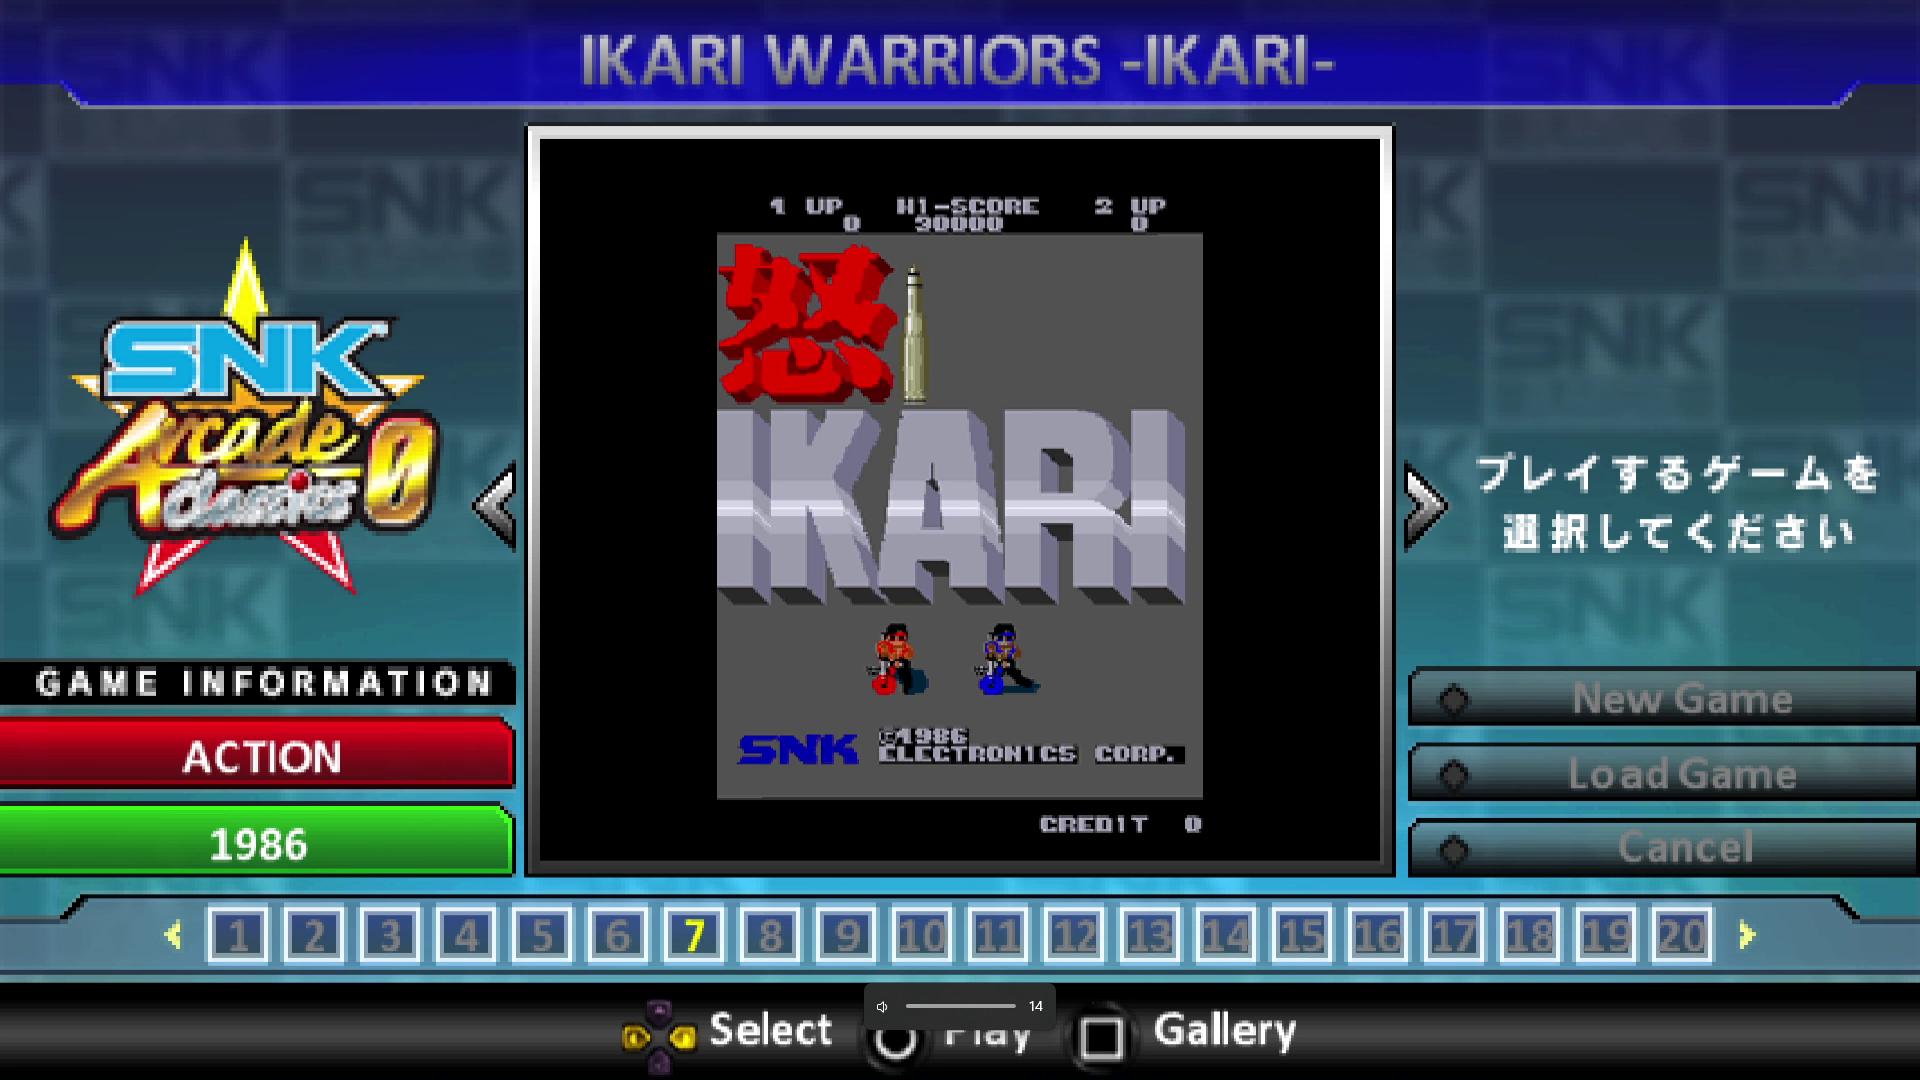 IKARI WARRIORS -IKARI-
1 UP HI-SCORE 2 UP
0 30000 0
怒
IKARI
SNK ©1986
ELECTRONICS CORP.
CREDIT 0
SNK
Arcade
Classics 0
GAME INFORMATION
ACTION
1986
プレイするゲームを
選択してください
New Game
Load Game
Cancel
1 2 3 4 5 6 7 8 9 10 11 12 13 14 15 16 17 18 19 20
14
Select Play Gallery